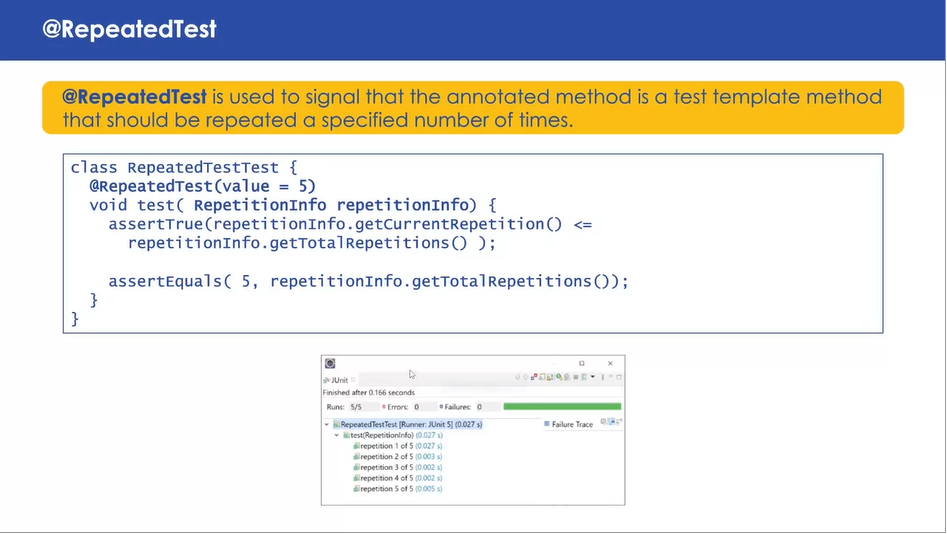 @RepeatedTest
@RepeatedTest is used to signal that the annotated method is a test template method
that should be repeated a specified number of times.
class RepeatedTestTest {
@RepeatedTest(value = 5)
void test( RepetitionInfo repetitionInfo) {
assertTrue(repetitionInfo.getCurrentRepetition() <=
repetitionInfo.getTotalRepetitions() );
assertEquals( 5, repetitionInfo.getTotalRepetitions());
}
}
JUnit
Finished after 0.166 seconds
Runs: 5/5 Errors: 0 Failures: 0
RepeatedTestTest [Runner: JUnit 5] (0.027 s) Failure Trace
test(RepetitionInfo) (0.027 s)
repetition 1 of 5 (0.027 s)
repetition 2 of 5 (0.003 s)
repetition 3 of 5 (0.002 s)
repetition 4 of 5 (0.002 s)
repetition 5 of 5 (0.005 s)